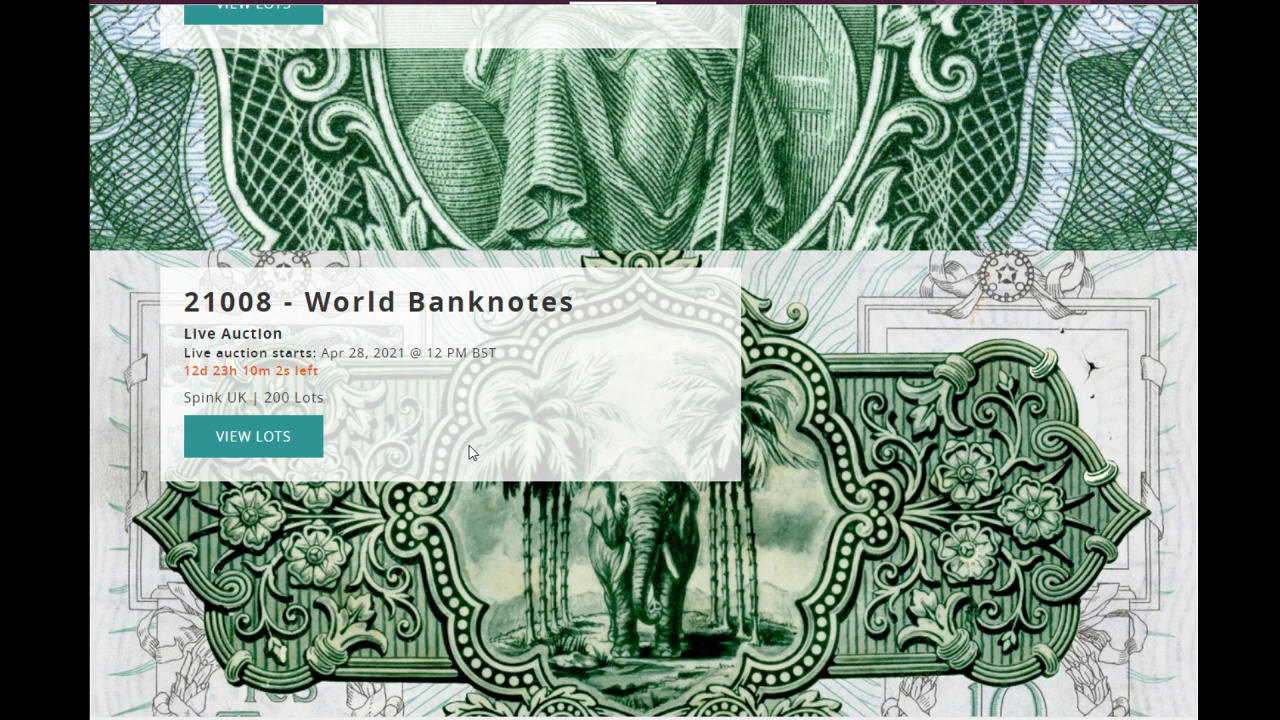 VIEW LOTS
21008 - World Banknotes
Live Auction
Live auction starts: Apr 28, 2021 @ 12 PM BST
12d 23h 10m 2s left
Spink UK | 200 Lots
VIEW LOTS
10